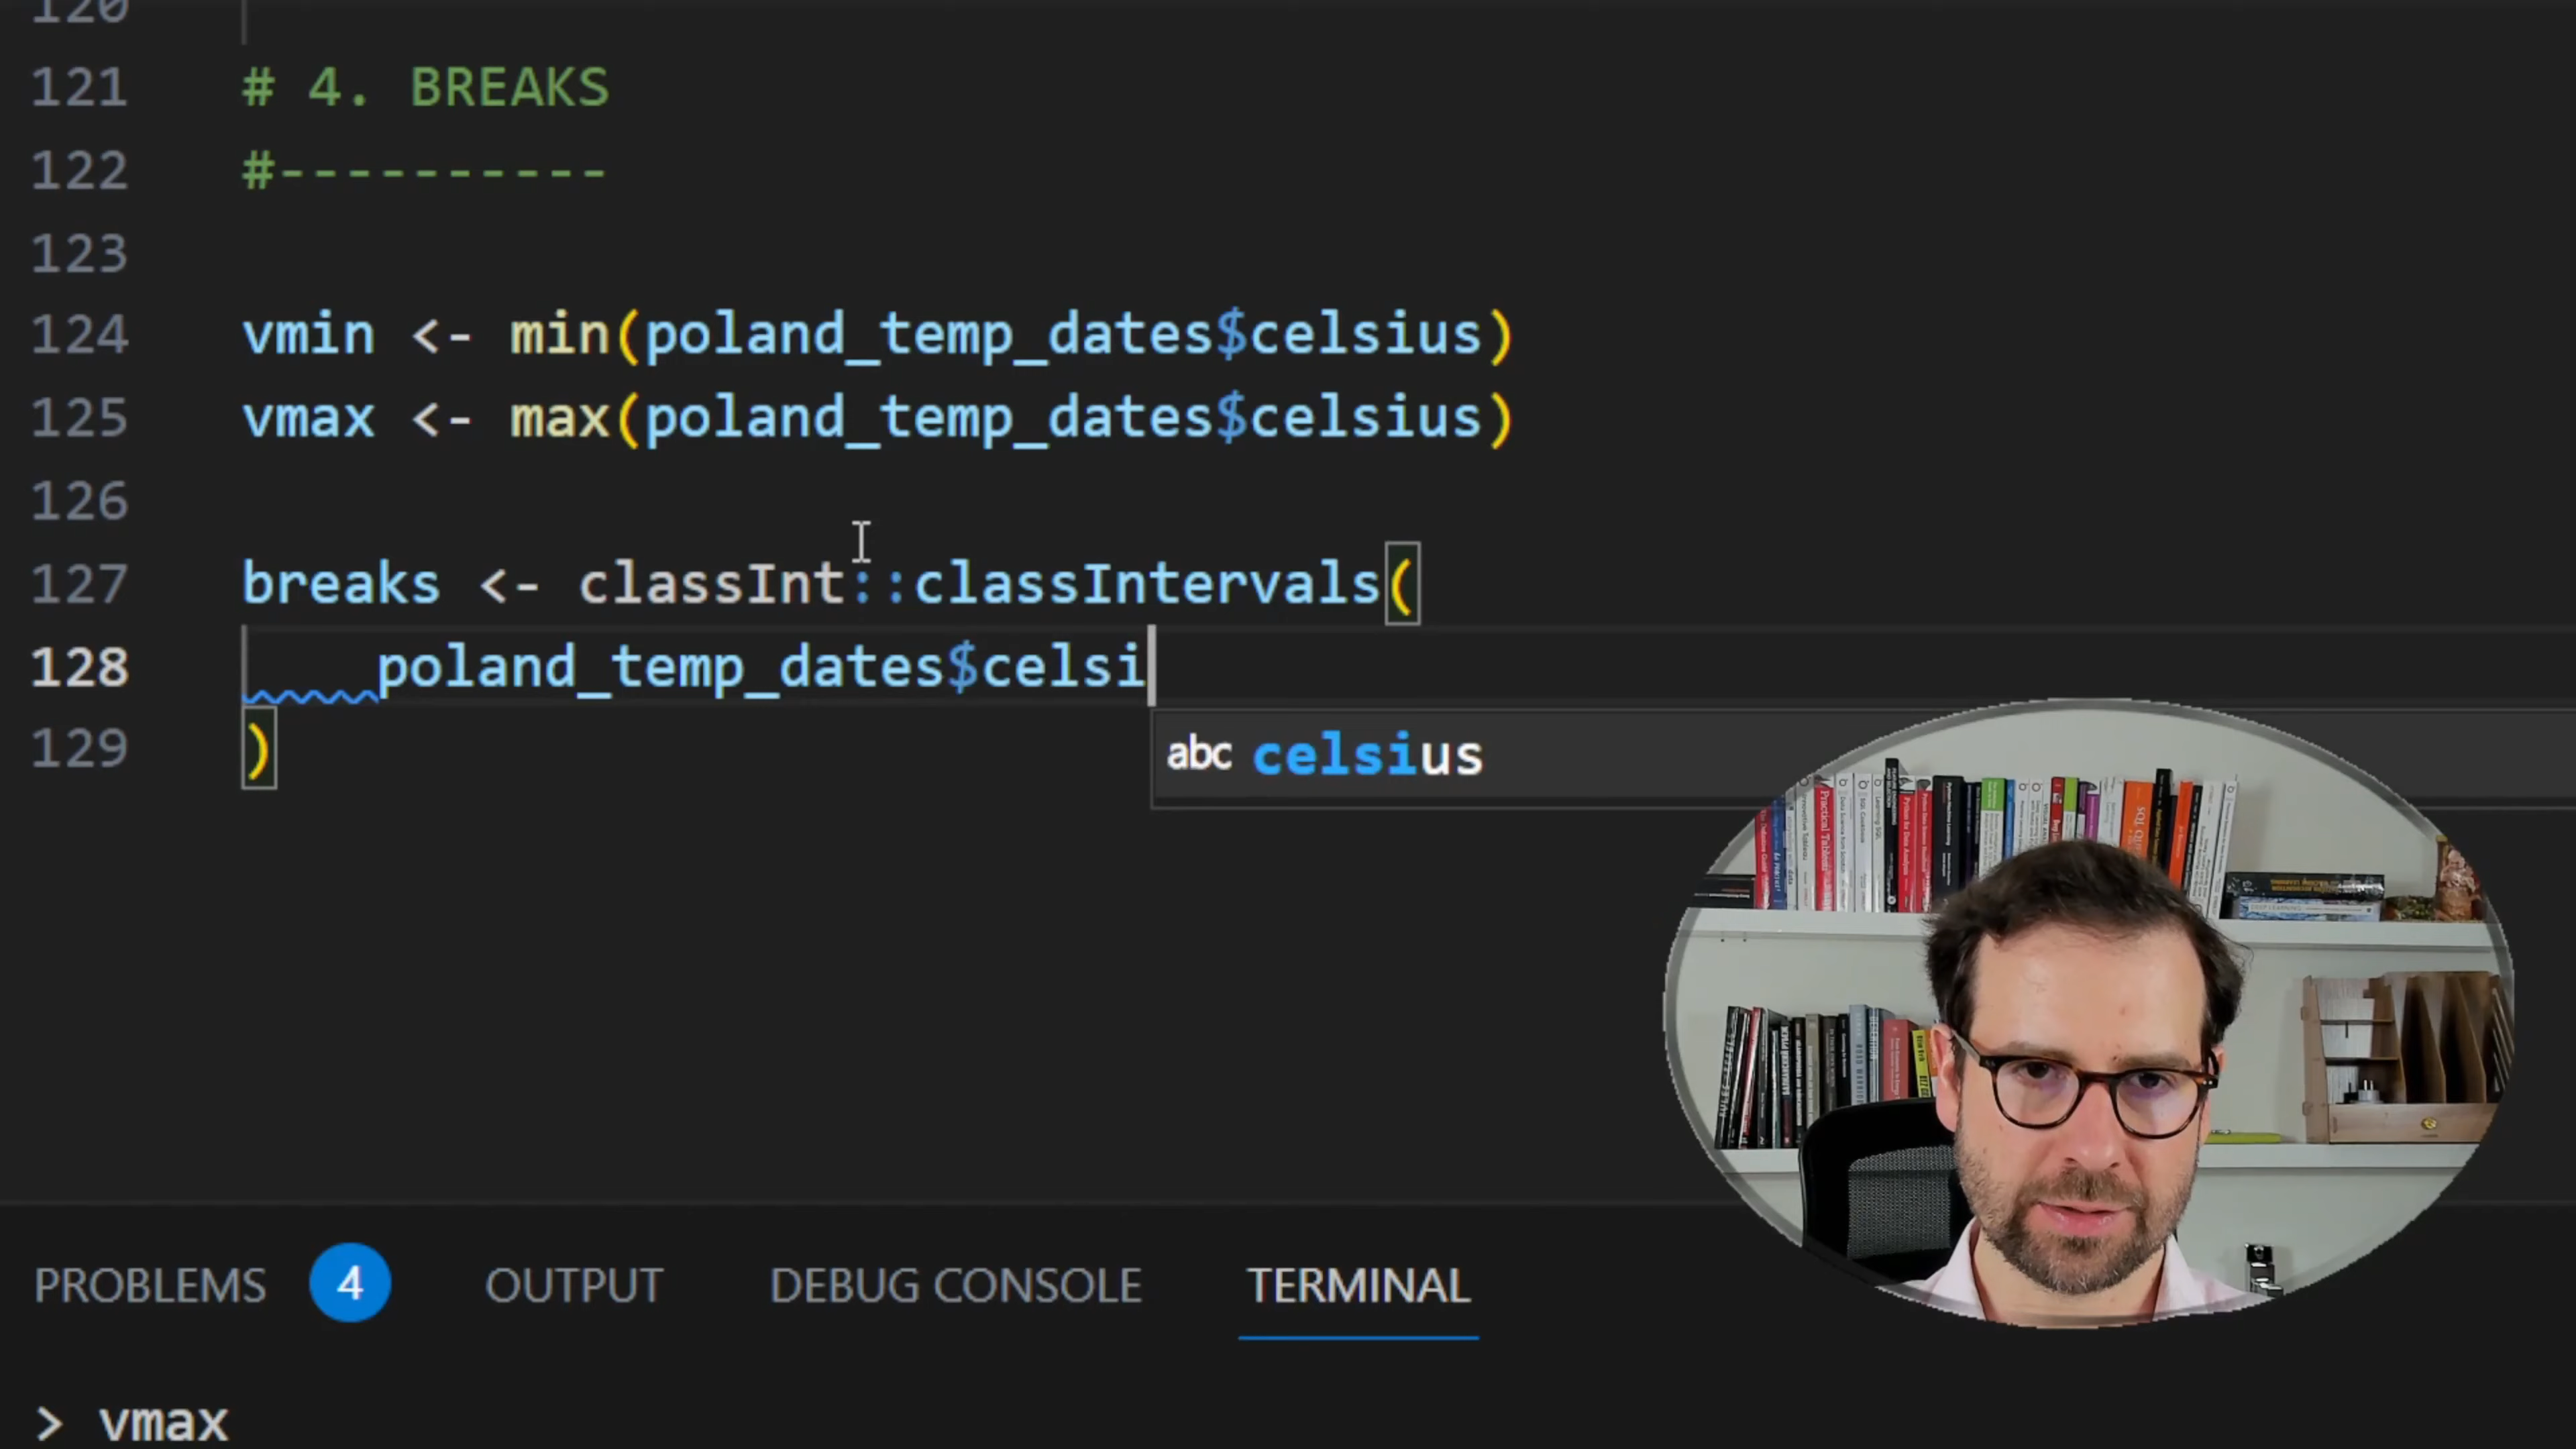 120
121 # 4. BREAKS
122 #----------
123
124 vmin <- min(poland_temp_dates$celsius)
125 vmax <- max(poland_temp_dates$celsius)
126
127 breaks <- classInt::classIntervals(
128 poland_temp_dates$celsi
abc celsius
129 )
PROBLEMS 4 OUTPUT DEBUG CONSOLE TERMINAL
> vmax